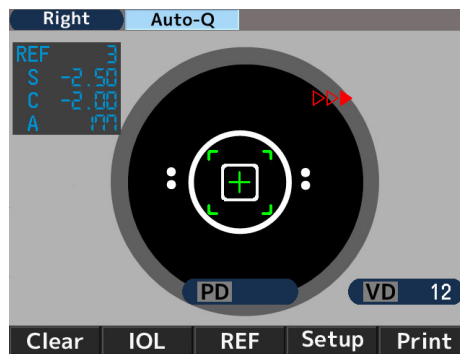 Right Auto-Q
REF 3
S -2.50
C -2.00
A 177
PD
VD 12
Clear IOL REF Setup Print